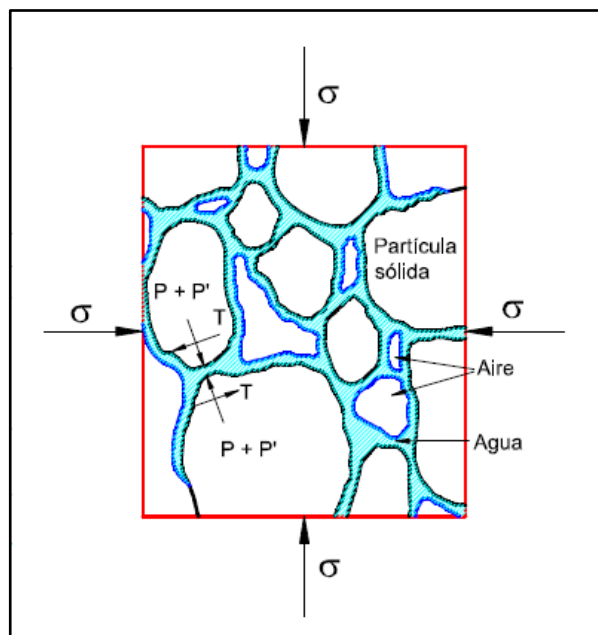 σ
Partícula
sólida
P + P'
T
σ
σ
Aire
T
Agua
P + P'
σ